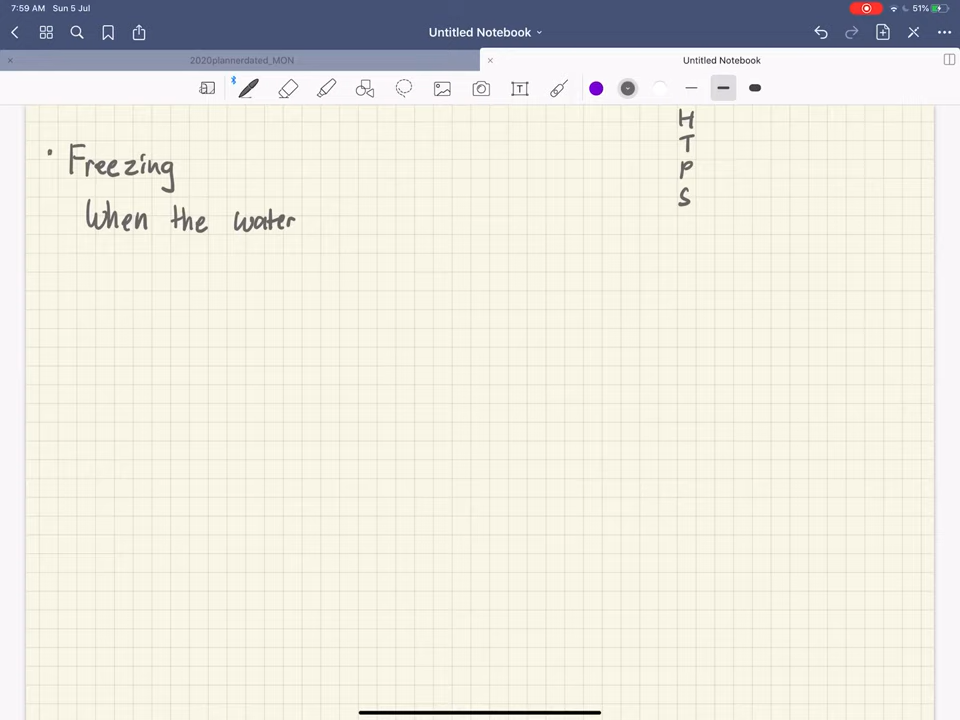 7:59 AM Sun 5 Jul
51%
Untitled Notebook
2020plannerdated_MON
Untitled Notebook
T
H
T
P
S
• Freezing
When the water